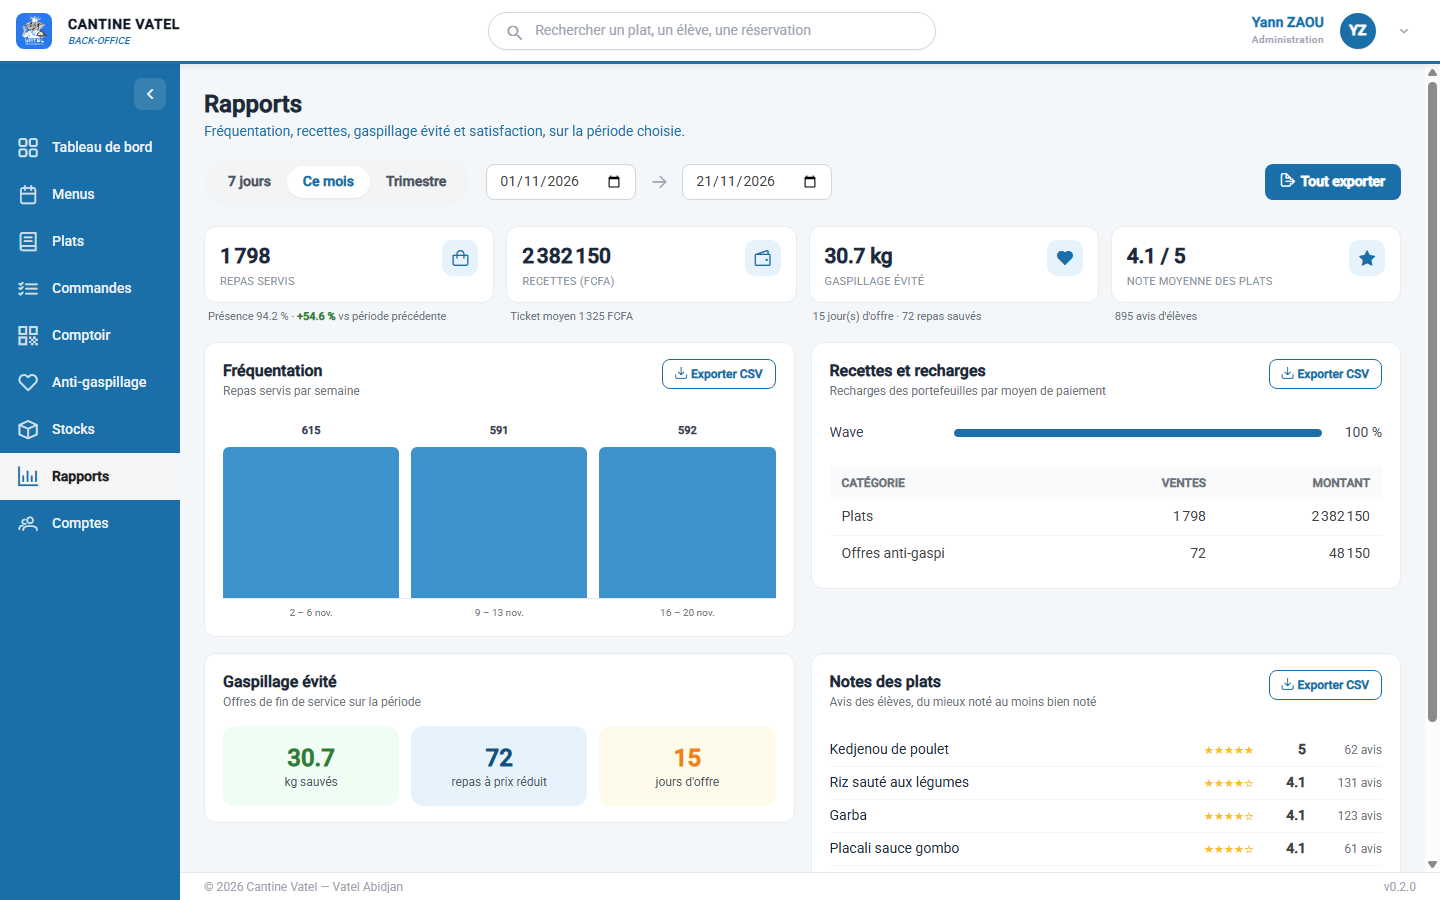 CANTINE VATEL
BACK-OFFICE
Rechercher un plat, un élève, une réservation
Yann ZAOU
Administration
YZ
Tableau de bord
Menus
Plats
Commandes
Comptoir
Anti-gaspillage
Stocks
Rapports
Comptes
Rapports
Fréquentation, recettes, gaspillage évité et satisfaction, sur la période choisie.
7 jours
Ce mois
Trimestre
01/11/2026
21/11/2026
Tout exporter
1 798
REPAS SERVIS
Présence 94.2 % · +54.6 % vs période précédente
2 382 150
RECETTES (FCFA)
Ticket moyen 1 325 FCFA
30.7 kg
GASPILLAGE ÉVITÉ
15 jour(s) d'offre · 72 repas sauvés
4.1 / 5
NOTE MOYENNE DES PLATS
895 avis d'élèves
Fréquentation
Repas servis par semaine
Exporter CSV
615
591
592
2 – 6 nov.
9 – 13 nov.
16 – 20 nov.
Recettes et recharges
Recharges des portefeuilles par moyen de paiement
Exporter CSV
Wave 100 %
CATÉGORIE VENTES MONTANT
Plats 1 798 2 382 150
Offres anti-gaspi 72 48 150
Gaspillage évité
Offres de fin de service sur la période
30.7
kg sauvés
72
repas à prix réduit
15
jours d'offre
Notes des plats
Avis des élèves, du mieux noté au moins bien noté
Exporter CSV
Kedjenou de poulet ★★★★★ 5 62 avis
Riz sauté aux légumes ★★★★☆ 4.1 131 avis
Garba ★★★★☆ 4.1 123 avis
Placali sauce gombo ★★★★☆ 4.1 61 avis
© 2026 Cantine Vatel — Vatel Abidjan
v0.2.0